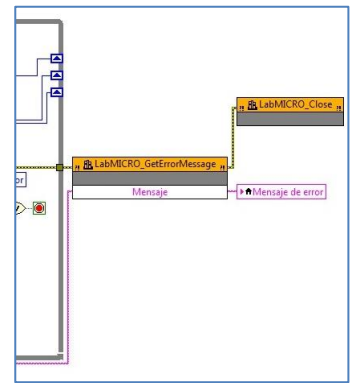 LabMICRO_Close
LabMICRO_GetErrorMessage
or
Mensaje
Mensaje de error